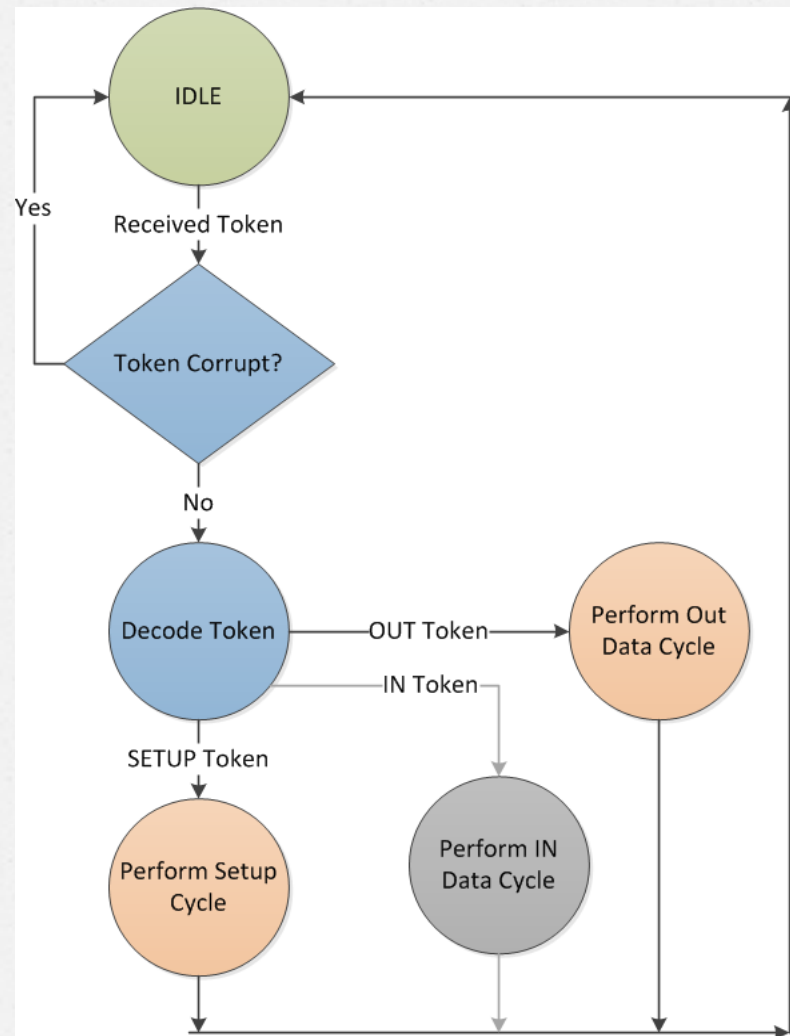 IDLE
Yes
Received Token
Token Corrupt?
No
Decode Token
OUT Token
Perform Out
Data Cycle
IN Token
SETUP Token
Perform Setup
Cycle
Perform IN
Data Cycle